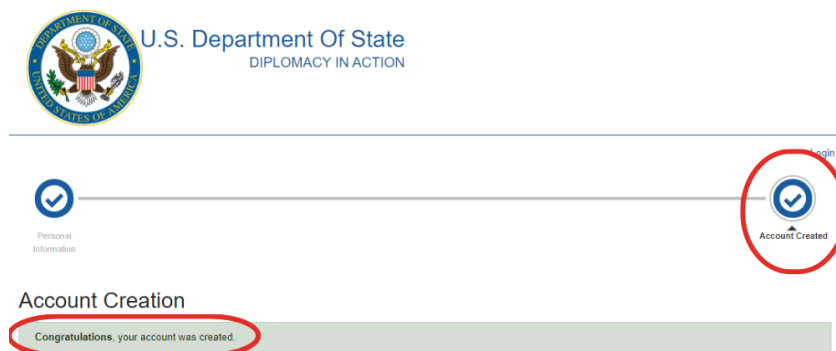 DEPARTMENT OF STATE
UNITED STATES OF AMERICA
U.S. Department Of State
DIPLOMACY IN ACTION
Login
Personal
Information
Account Created
Account Creation
Congratulations, your account was created.